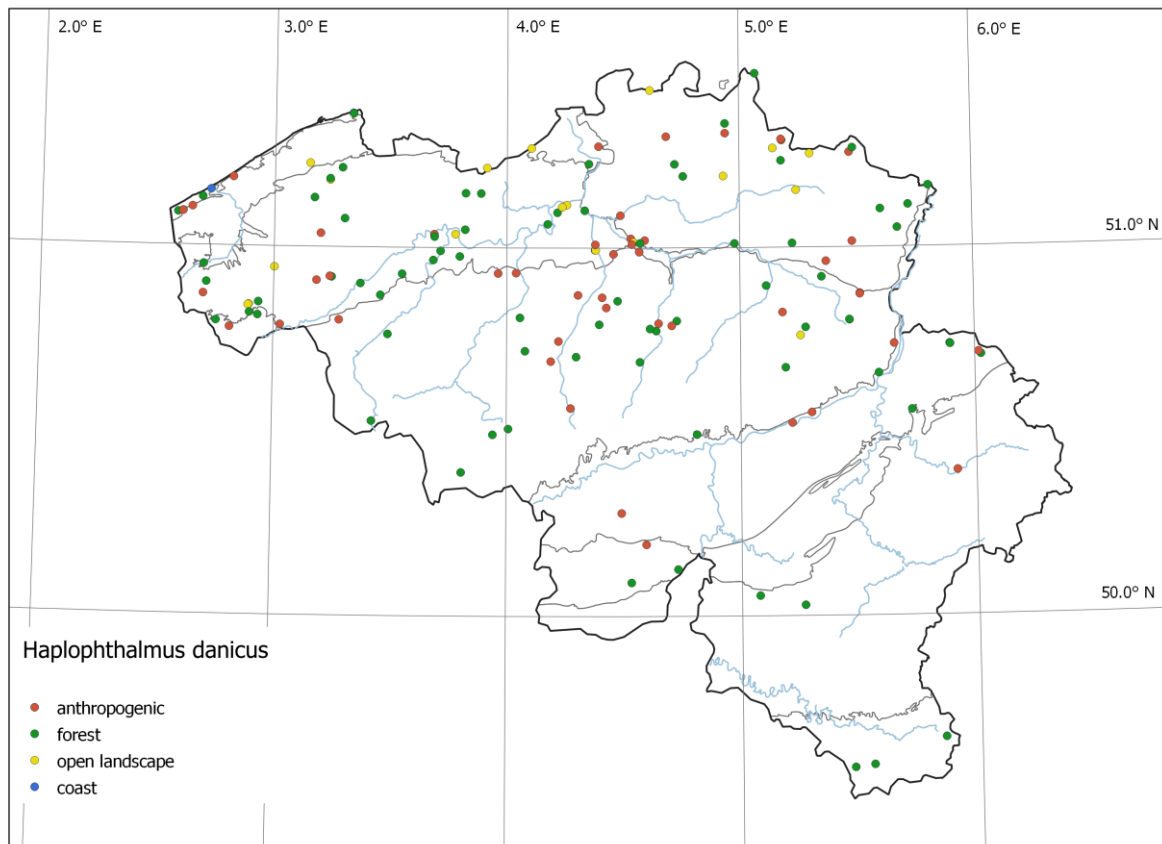 2.0° E 3.0° E 4.0° E 5.0° E 6.0° E
51.0° N
50.0° N
Haplophthalmus danicus
anthropogenic
forest
open landscape
coast